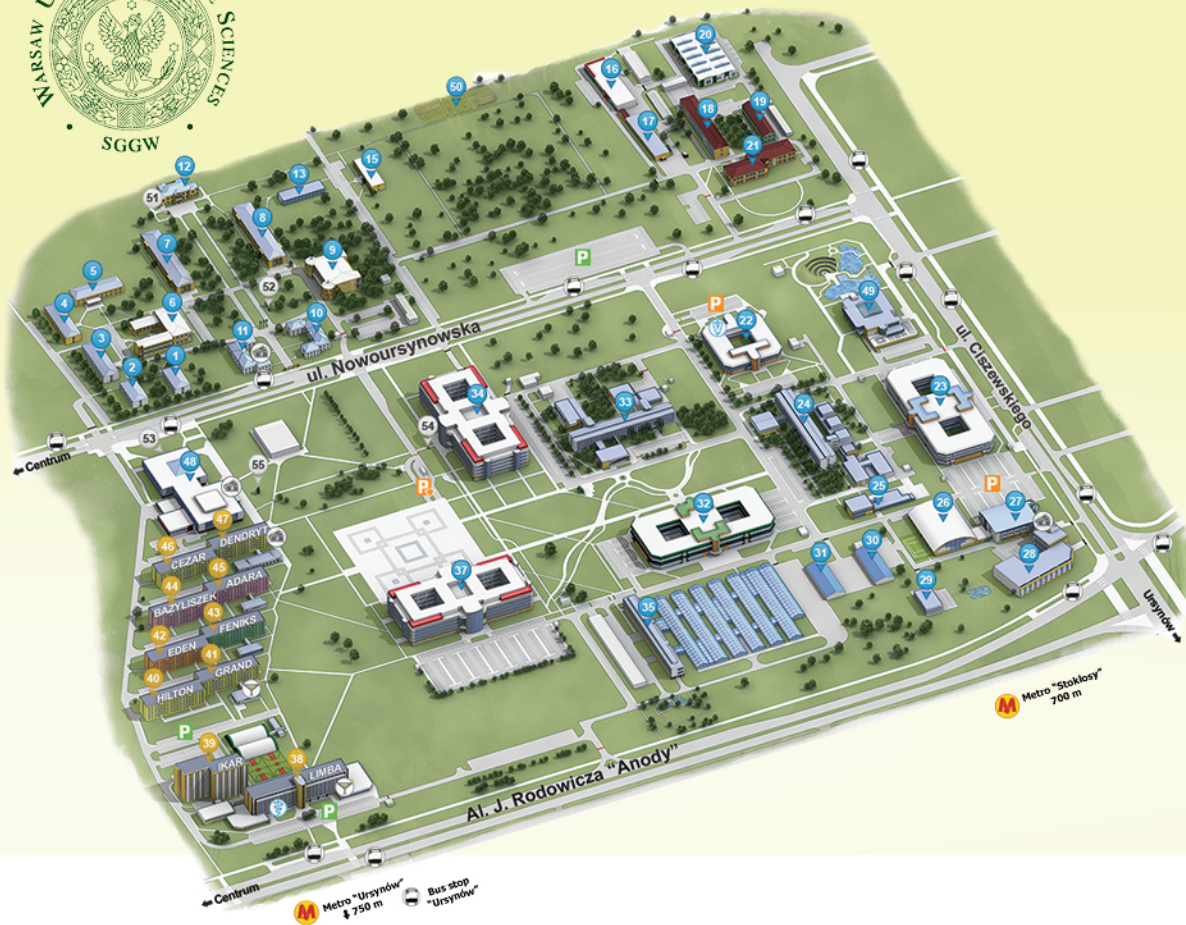 WARSAW
U
SCIENCES
SGGW
20
16
50
19
18
17
21
15
12
13
51
8
7
9
5
52
49
P
P
4
6
22
V
10
11
3
1
2
ul. Nowoursynowska
ul. Ciszewskiego
34
33
23
24
54
53
← Centrum
48
55
P
P
25
26
27
32
47
DENDRYT
46
CEZAR
45
ADARA
44
BAZYLISZEK
43
FENIKS
42
EDEN
41
GRAND
40
HILTON
37
31
30
28
29
35
Ursynów →
Metro "Stokłosy"
700 m
M
P
39
IKAR
38
LIMBA
P
Al. J. Rodowicza "Anody"
← Centrum
M
Metro "Ursynów"
750 m
Bus stop
"Ursynów"